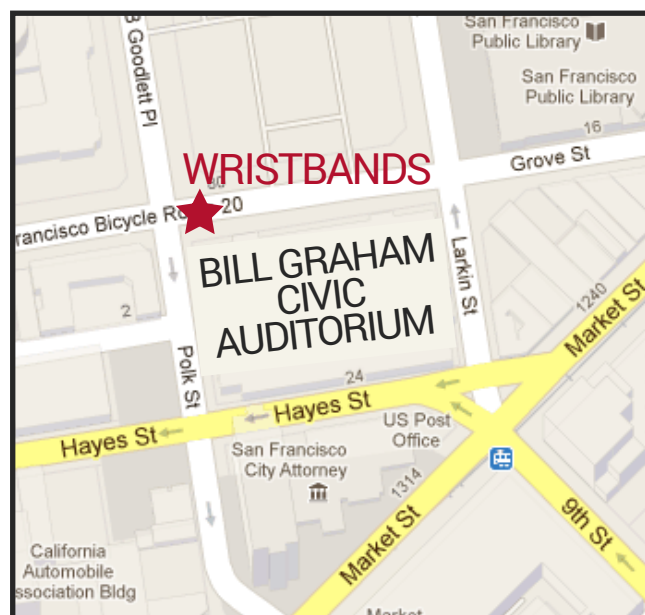 San Francisco
Public Library
San Francisco
Public Library
B Goodlett Pl
16
Grove St
WRISTBANDS
rancisco Bicycle
20
BILL GRAHAM
CIVIC
AUDITORIUM
Larkin St
1240
Market St
2
Polk St
24
Hayes St
Hayes St
US Post
Office
San Francisco
City Attorney
1314
Market St
9th St
California
Automobile
ssociation Bldg
Market